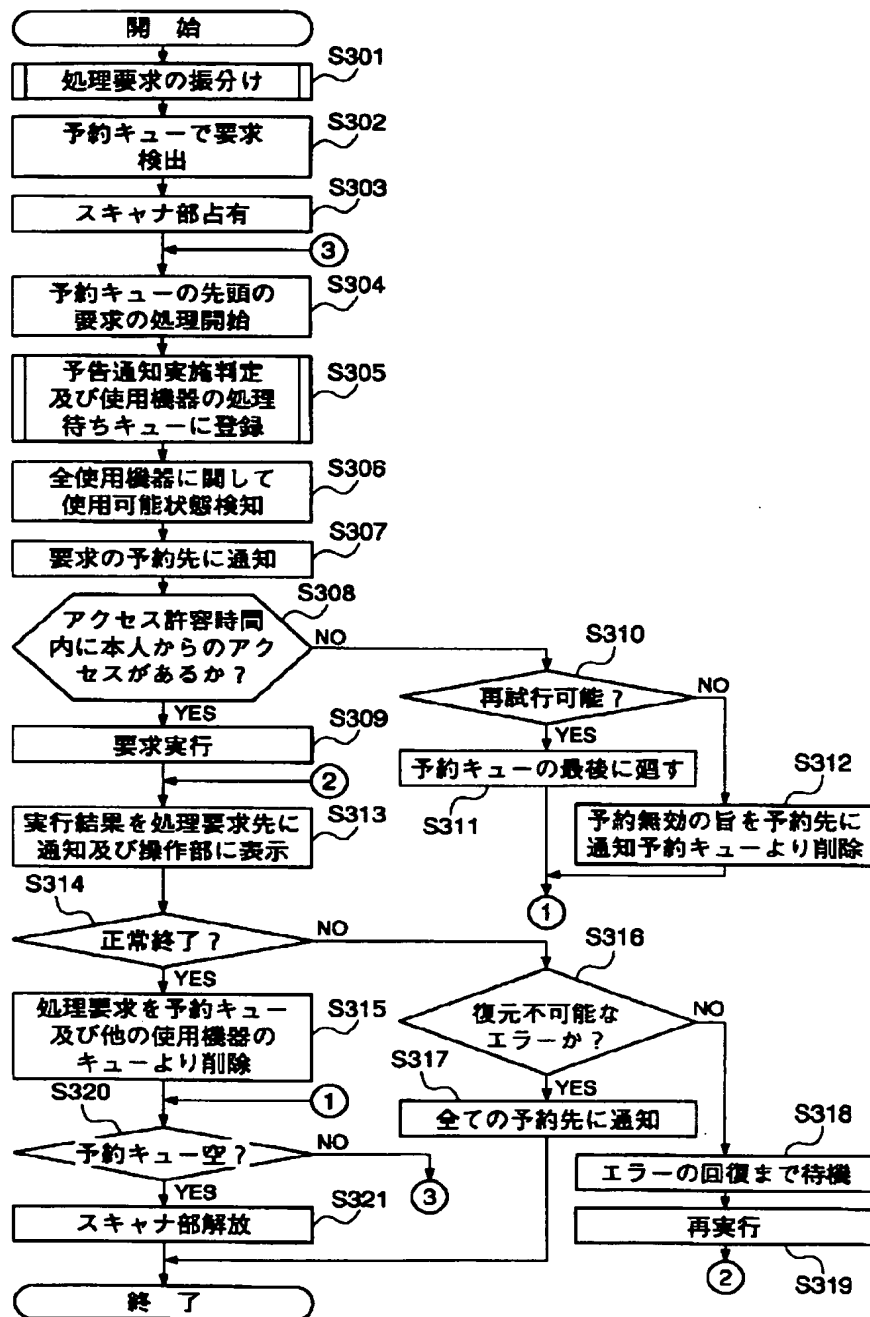 開 始
S301
処理要求の振分け
S302
予約キューで要求
検出
S303
スキャナ部占有
③
S304
予約キューの先頭の
要求の処理開始
S305
予告通知実施判定
及び使用機器の処理
待ちキューに登録
S306
全使用機器に関して
使用可能状態検知
S307
要求の予約先に通知
S308
アクセス許容時間
内に本人からのアク
セスがあるか?
NO
YES
S310
再試行可能?
NO
YES
S309
要求実行
②
S311
予約キューの最後に廻す
S312
予約無効の旨を予約先に
通知予約キューより削除
①
S313
実行結果を処理要求先に
通知及び操作部に表示
S314
正常終了?
NO
YES
S316
復元不可能な
エラーか?
NO
YES
S315
処理要求を予約キュー
及び他の使用機器の
キューより削除
①
S317
全ての予約先に通知
S318
エラーの回復まで待機
再実行
S319
②
S320
予約キュー空?
NO
③
YES
S321
スキャナ部解放
終 了